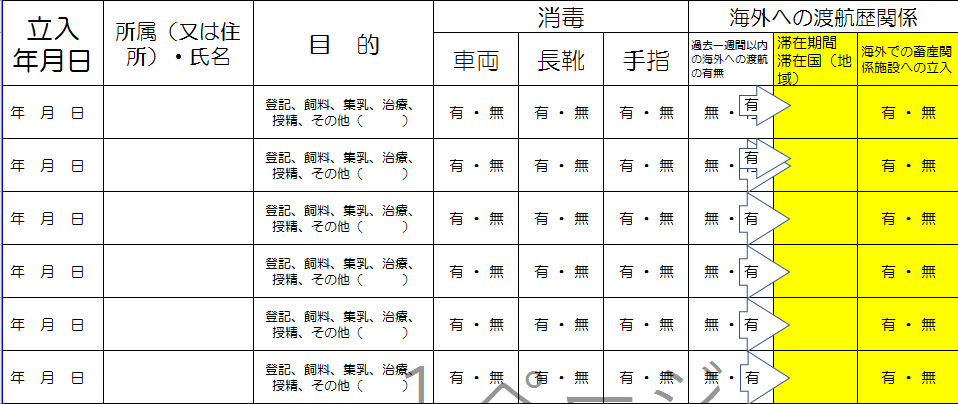 立入
年月日
所属（又は住
所）・氏名
目　的
消毒
海外への渡航歴関係
車両
長靴
手指
過去一週間以内
の海外への渡航
の有無
滞在期間
滞在国（地
域）
海外での畜産関
係施設への立入
年　月　日
登記、飼料、集乳、治療、
授精、その他（　　　）
有・無
有・無
有・無
無・有
有・無
年　月　日
登記、飼料、集乳、治療、
授精、その他（　　　）
有・無
有・無
有・無
無・有
有・無
年　月　日
登記、飼料、集乳、治療、
授精、その他（　　　）
有・無
有・無
有・無
無・有
有・無
年　月　日
登記、飼料、集乳、治療、
授精、その他（　　　）
有・無
有・無
有・無
無・有
有・無
年　月　日
登記、飼料、集乳、治療、
授精、その他（　　　）
有・無
有・無
有・無
無・有
有・無
年　月　日
登記、飼料、集乳、治療、
授精、その他（　　　）
有・無
有・無
有・無
無・有
有・無
1 ページ